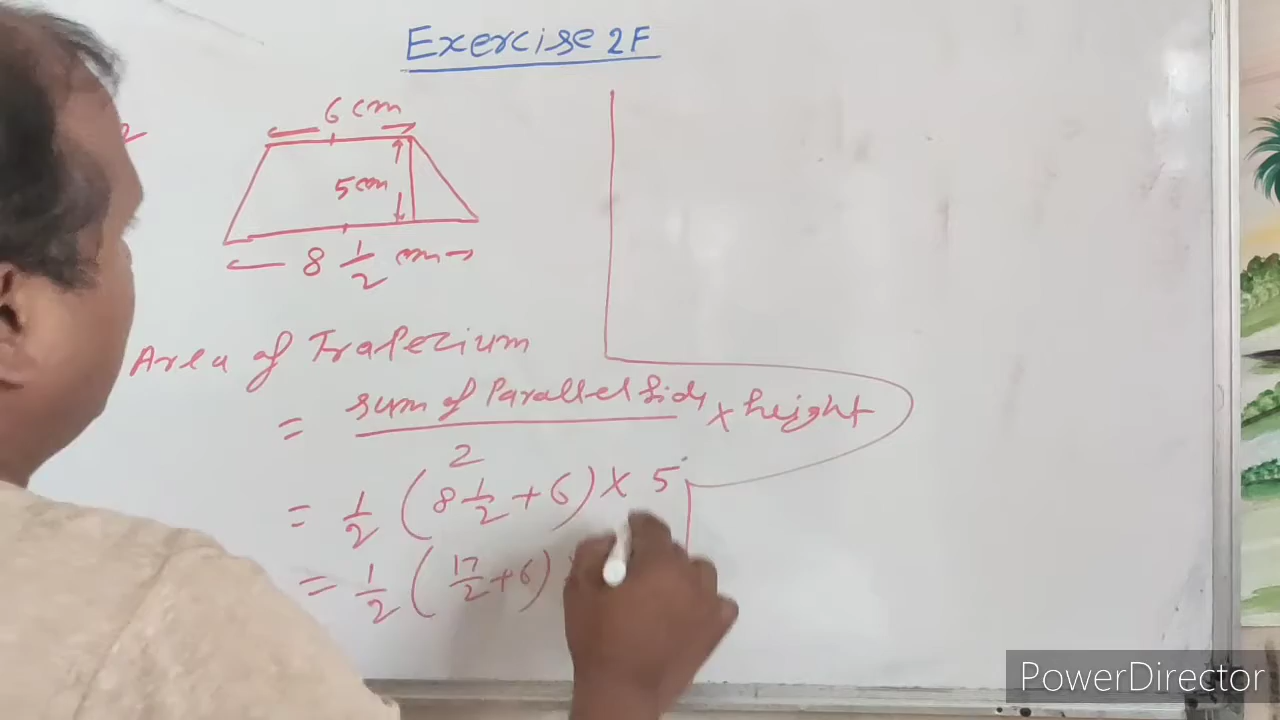 Exercise 2F
6 cm
5 cm
8 1/2 cm
Area of Trapezium
= sum of Parallel Sides / 2 × height
= 1/2 ( 8 1/2 + 6 ) × 5
= 1/2 ( 17/2 + 6 )
PowerDirector